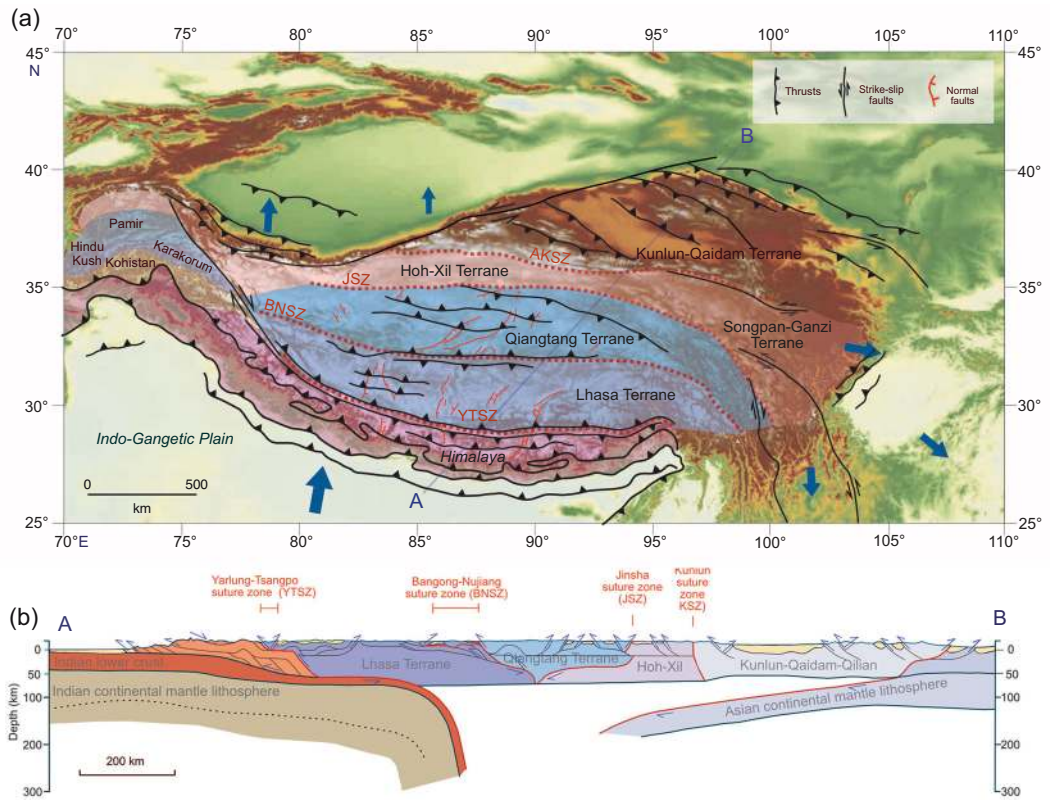 (a)
70° 75° 80° 85° 90° 95° 100° 105° 110°
45° 45°
N
Thrusts
Strike-slip
faults
Normal
faults
B
40° 40°
Pamir
Hindu
Kush
Kohistan
Karakorum
AKSZ
Kunlun-Qaidam Terrane
JSZ
Hoh-Xil Terrane
35° 35°
BNSZ
Qiangtang Terrane
Songpan-Ganzi
Terrane
Lhasa Terrane
30° 30°
YTSZ
Indo-Gangetic Plain
Himalaya
A
0 500
km
25° 25°
70°E 75° 80° 85° 90° 95° 100° 105° 110°
(b)
Yarlung-Tsangpo
suture zone (YTSZ)
Bangong-Nujiang
suture zone (BNSZ)
Jinsha
suture zone
(JSZ)
Kunlun
suture
zone
KSZ)
A
B
0
50
100
200
300
Depth (km)
Indian lower crust
Lhasa Terrane
Qiangtang Terrane
Hoh-Xil
Kunlun-Qaidam-Qilian
Indian continental mantle lithosphere
Asian continental mantle lithosphere
200 km
0
50
100
200
300